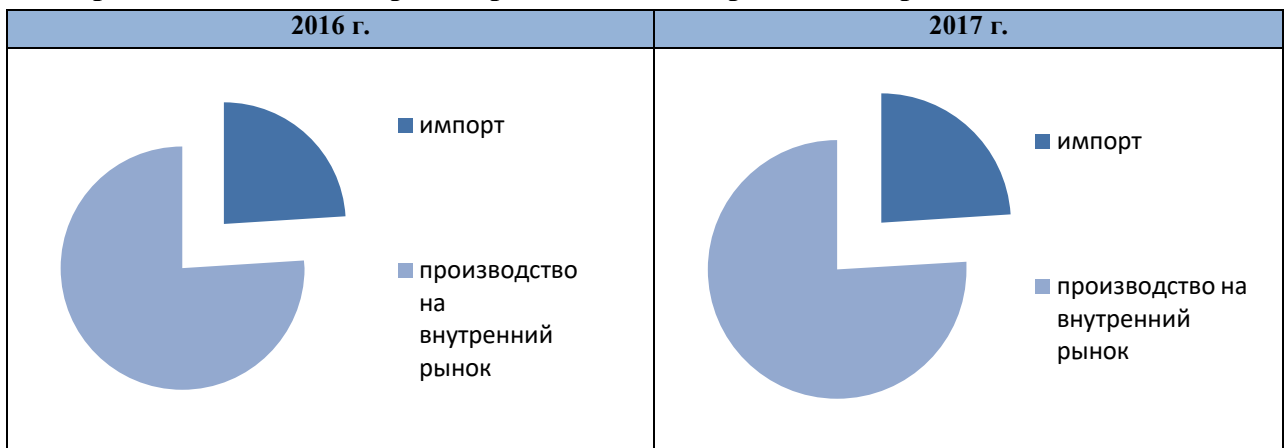 2016 г.
2017 г.
импорт
производство
на
внутренний
рынок
импорт
производство на
внутренний
рынок